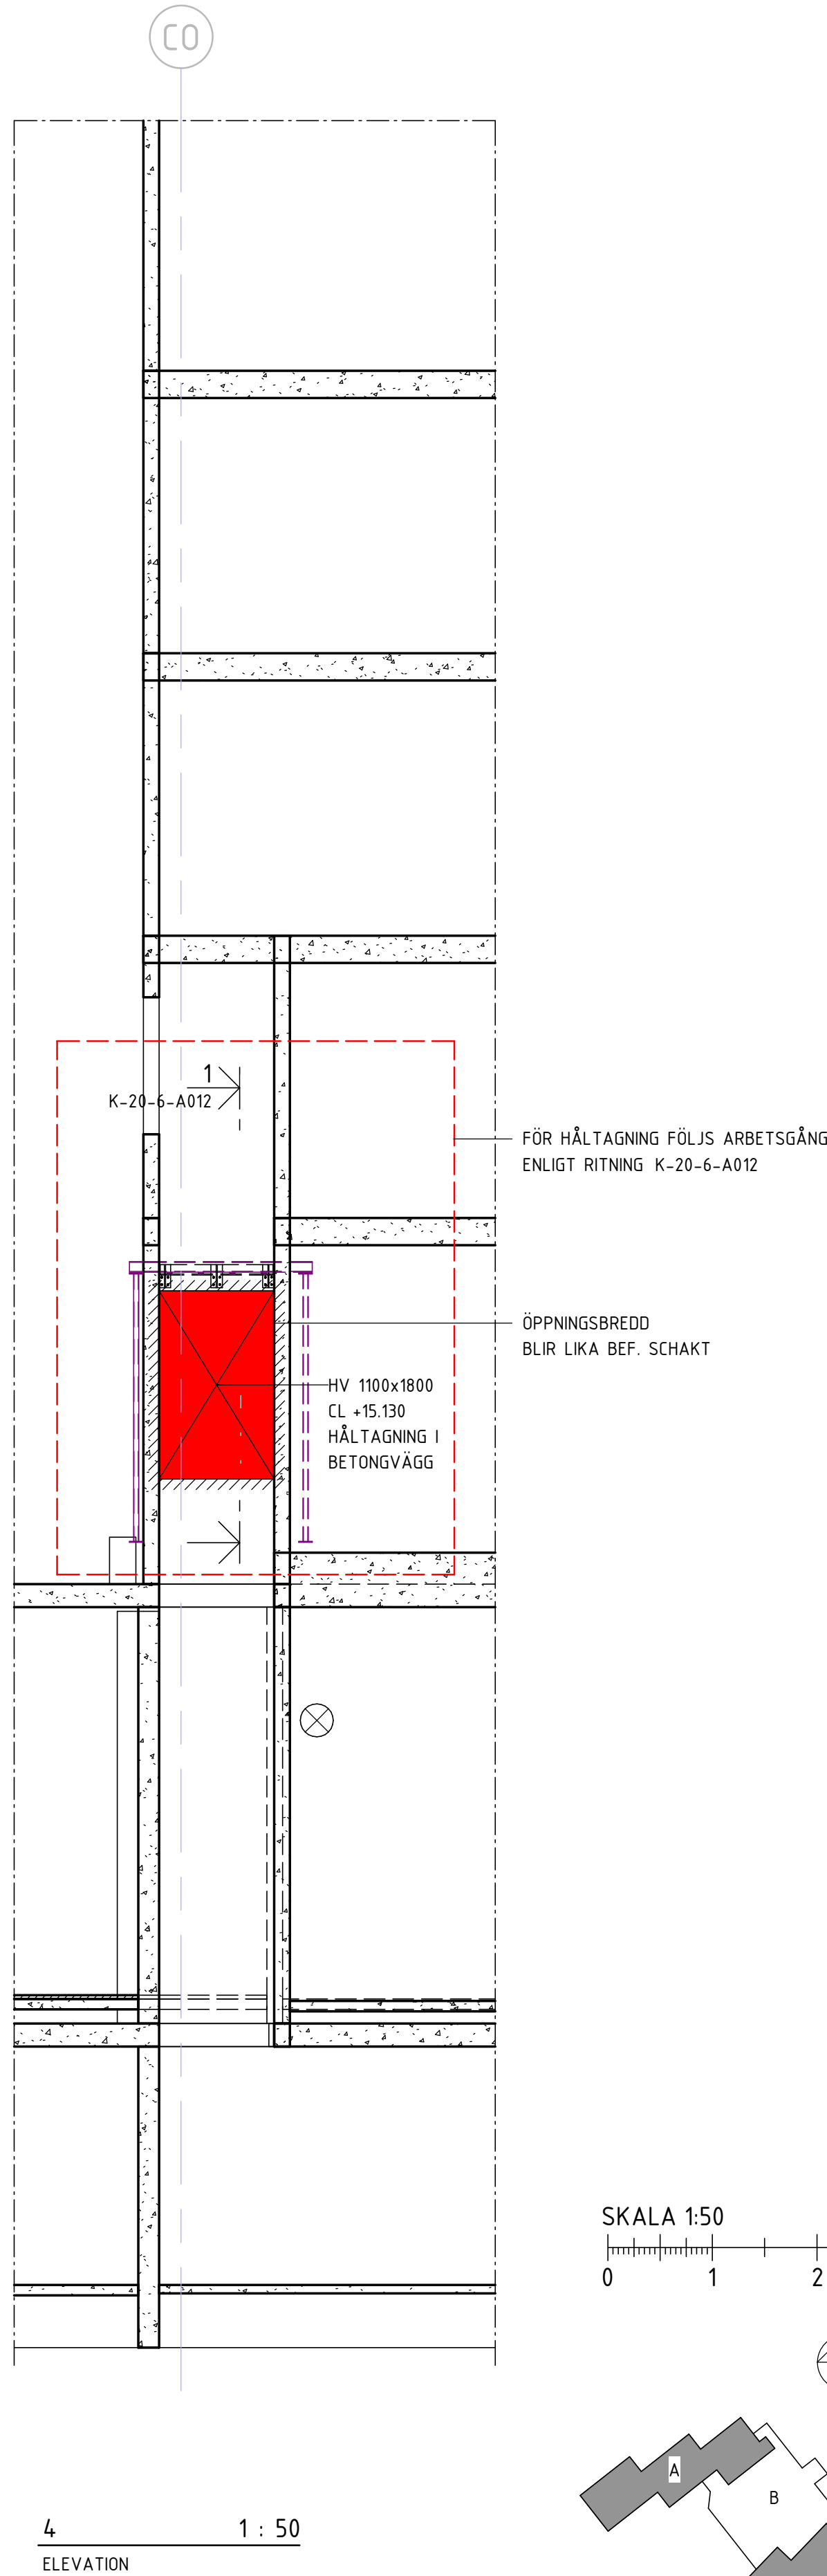 CO
1
K-20-6-A012
FÖR HÅLTAGNING FÖLJS ARBETSGÅNG
ENLIGT RITNING K-20-6-A012
ÖPPNINGSBREDD
BLIR LIKA BEF. SCHAKT
HV 1100x1800
CL +15.130
HÅLTAGNING I
BETONGVÄGG
SKALA 1:50
0 1 2
A
B
4 1 : 50
ELEVATION